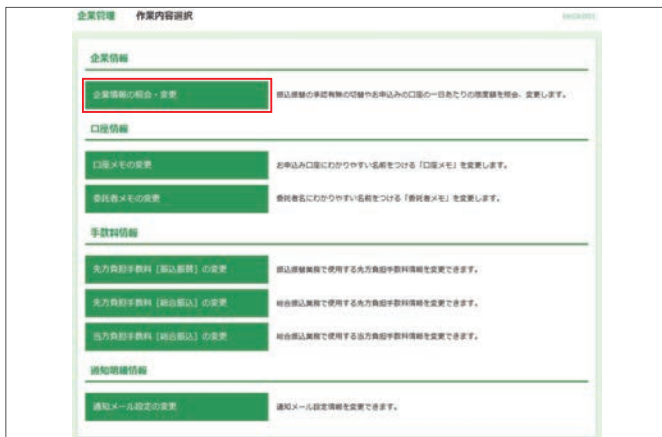 企業管理 作業内容選択
企業情報
企業情報の照会・変更 振込振替の承認有無の切替やお申込みの口座の一日あたりの限度額を照会、変更します。
口座情報
口座メモの変更 お申込み口座にわかりやすい名前をつける「口座メモ」を変更します。
委託者メモの変更 委託者名にわかりやすい名前をつける「委託者メモ」を変更します。
手数料情報
先方負担手数料［振込振替］の変更 振込振替業務で使用する先方負担手数料情報を変更できます。
先方負担手数料［総合振込］の変更 総合振込業務で使用する先方負担手数料情報を変更できます。
当方負担手数料［総合振込］の変更 総合振込業務で使用する当方負担手数料情報を変更できます。
通知明細情報
通知メール設定の変更 通知メール設定情報を変更できます。